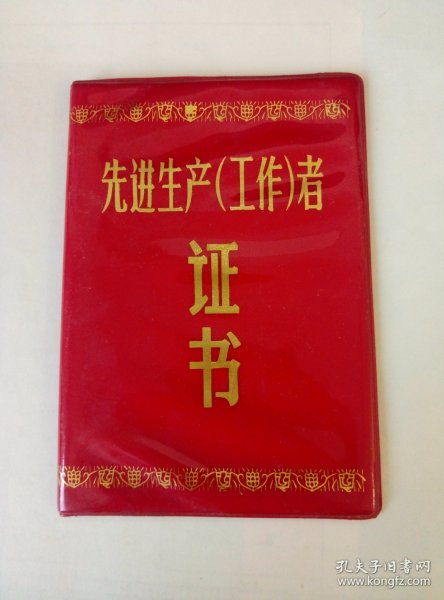 先进生产(工作)者
证
书
孔夫子旧书网
www.kongfz.com